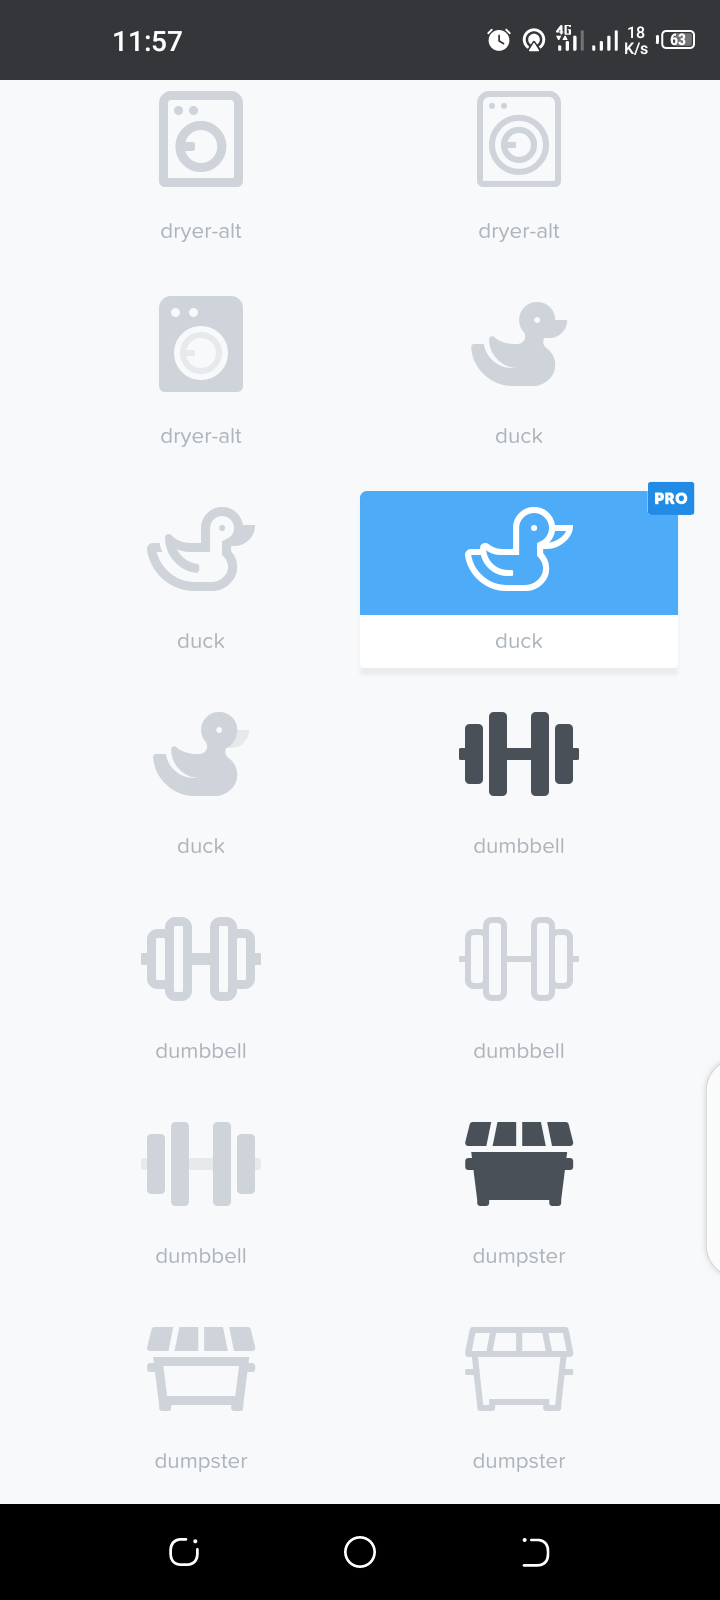 11:57
4G
18
K/s
63
dryer-alt
dryer-alt
dryer-alt
duck
PRO
duck
duck
duck
dumbbell
dumbbell
dumbbell
dumbbell
dumpster
dumpster
dumpster